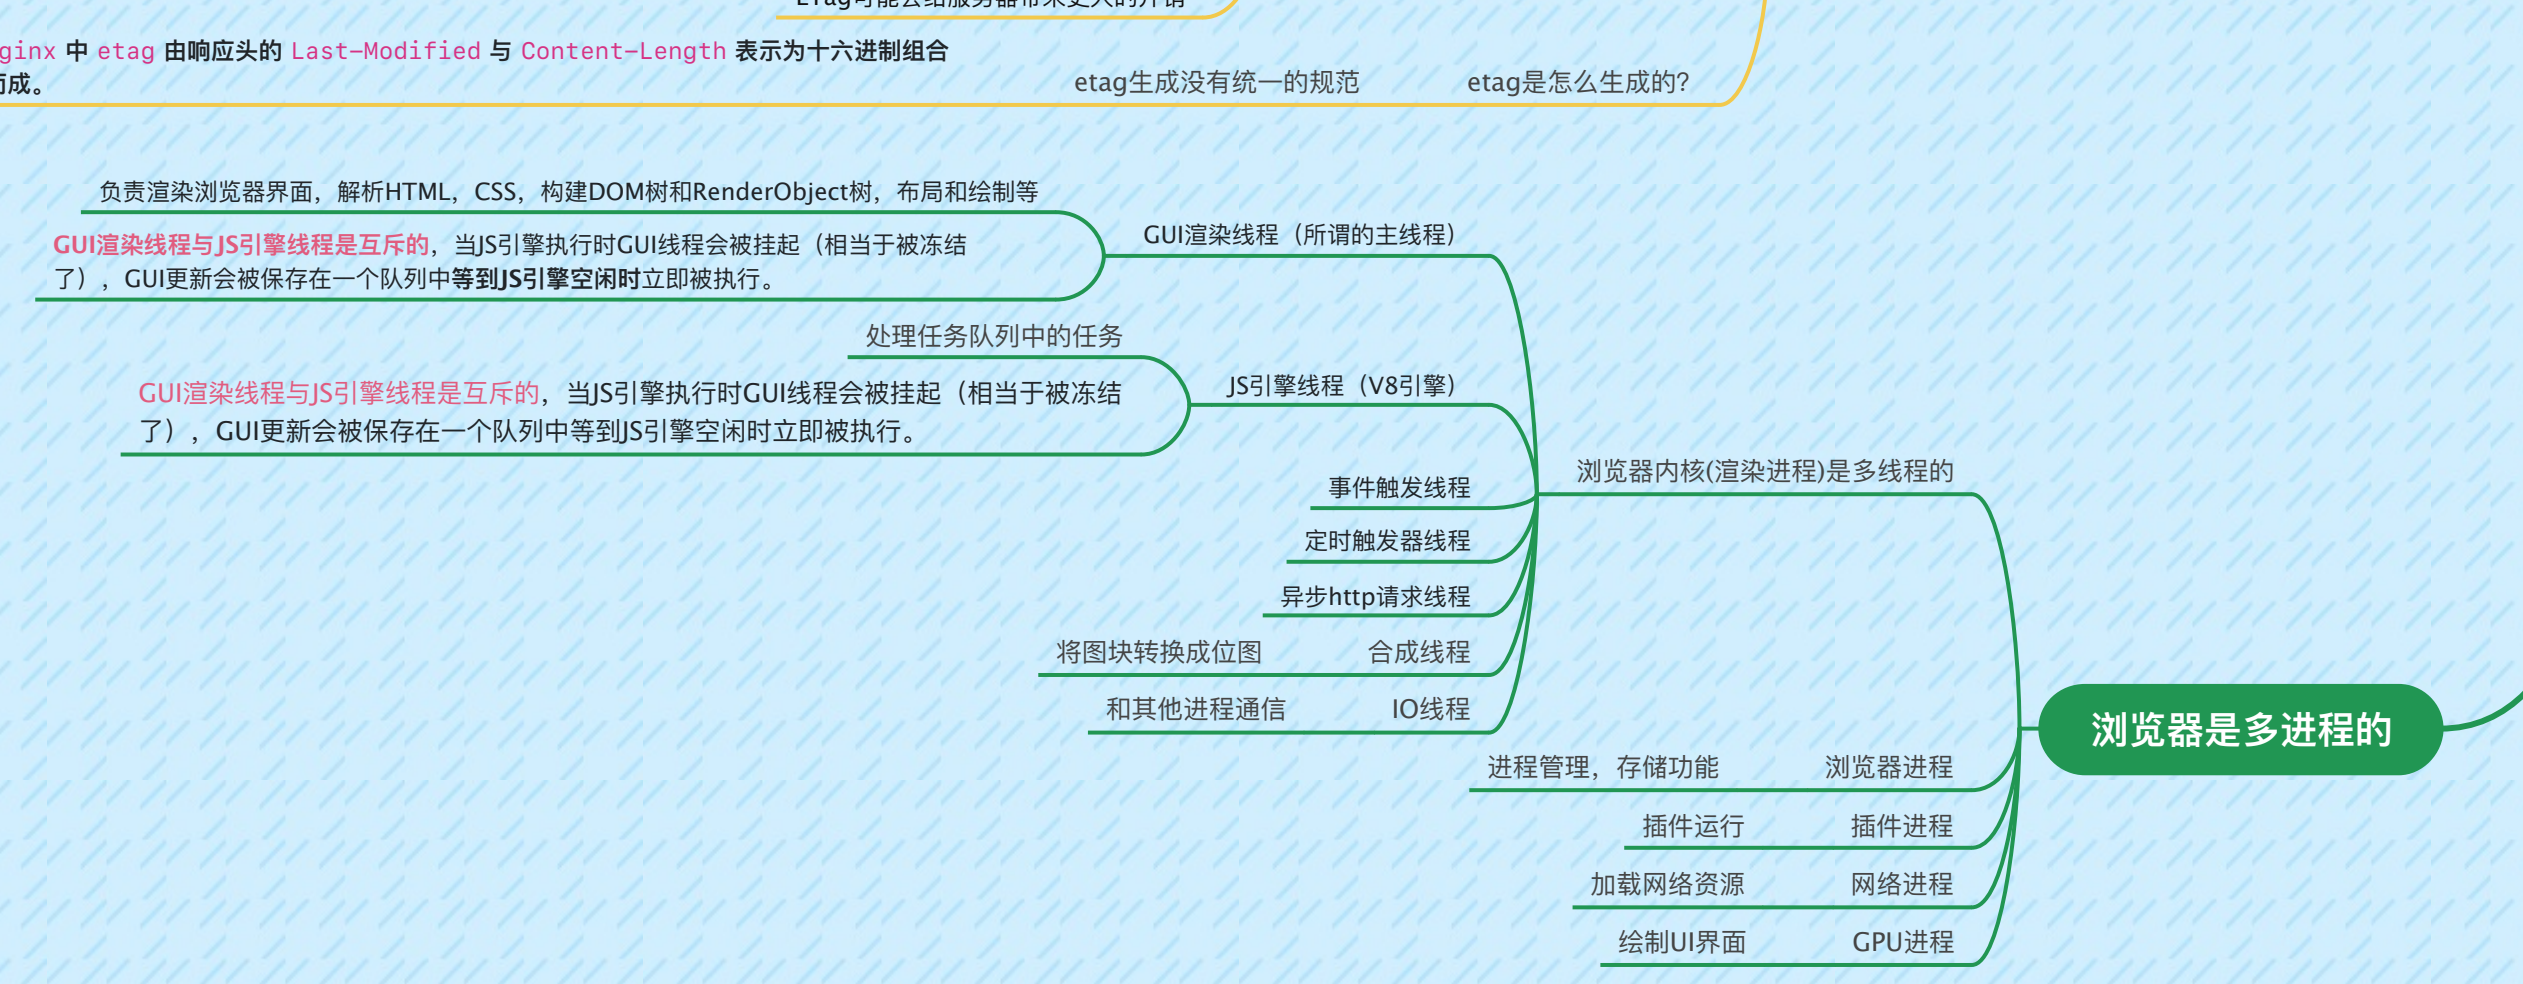 ETag可能会给服务器带来更大的开销
ginx 中 etag 由响应头的 Last-Modified 与 Content-Length 表示为十六进制组合
而成。
etag生成没有统一的规范
etag是怎么生成的？
负责渲染浏览器界面，解析HTML，CSS，构建DOM树和RenderObject树，布局和绘制等
GUI渲染线程与JS引擎线程是互斥的，当JS引擎执行时GUI线程会被挂起（相当于被冻结
了），GUI更新会被保存在一个队列中等到JS引擎空闲时立即被执行。
GUI渲染线程（所谓的主线程）
处理任务队列中的任务
GUI渲染线程与JS引擎线程是互斥的，当JS引擎执行时GUI线程会被挂起（相当于被冻结
了），GUI更新会被保存在一个队列中等到JS引擎空闲时立即被执行。
JS引擎线程（V8引擎）
事件触发线程
定时触发器线程
异步http请求线程
将图块转换成位图
合成线程
和其他进程通信
IO线程
浏览器内核(渲染进程)是多线程的
进程管理，存储功能
浏览器进程
插件运行
插件进程
加载网络资源
网络进程
绘制UI界面
GPU进程
浏览器是多进程的